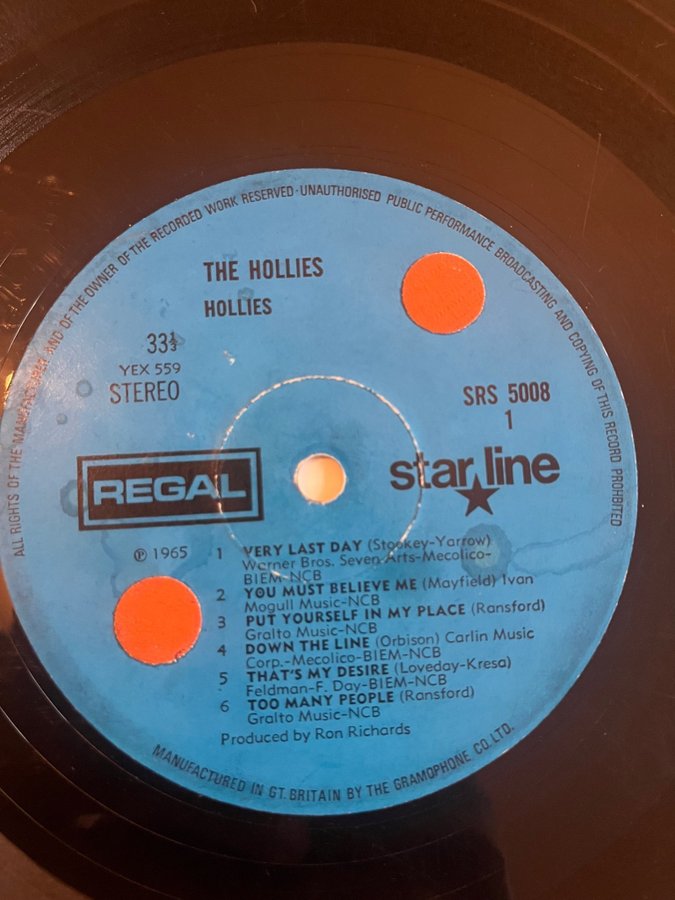 ALL RIGHTS OF THE MANUFACTURER AND OF THE OWNER OF THE RECORDED WORK RESERVED·UNAUTHORISED PUBLIC PERFORMANCE BROADCASTING AND COPYING OF THIS RECORD PROHIBITED
THE HOLLIES
HOLLIES
33⅓
YEX 559
STEREO
SRS 5008
1
REGAL
star line
℗ 1965
1 VERY LAST DAY (Stookey-Yarrow)
Warner Bros. Seven Arts-Mecolico-
BIEM-NCB
2 YOU MUST BELIEVE ME (Mayfield) Ivan
Mogull Music-NCB
3 PUT YOURSELF IN MY PLACE (Ransford)
Gralto Music-NCB
4 DOWN THE LINE (Orbison) Carlin Music
Corp.-Mecolico-BIEM-NCB
5 THAT'S MY DESIRE (Loveday-Kresa)
Feldman-F. Day-BIEM-NCB
6 TOO MANY PEOPLE (Ransford)
Gralto Music-NCB
Produced by Ron Richards
MANUFACTURED IN GT. BRITAIN BY THE GRAMOPHONE CO. LTD.